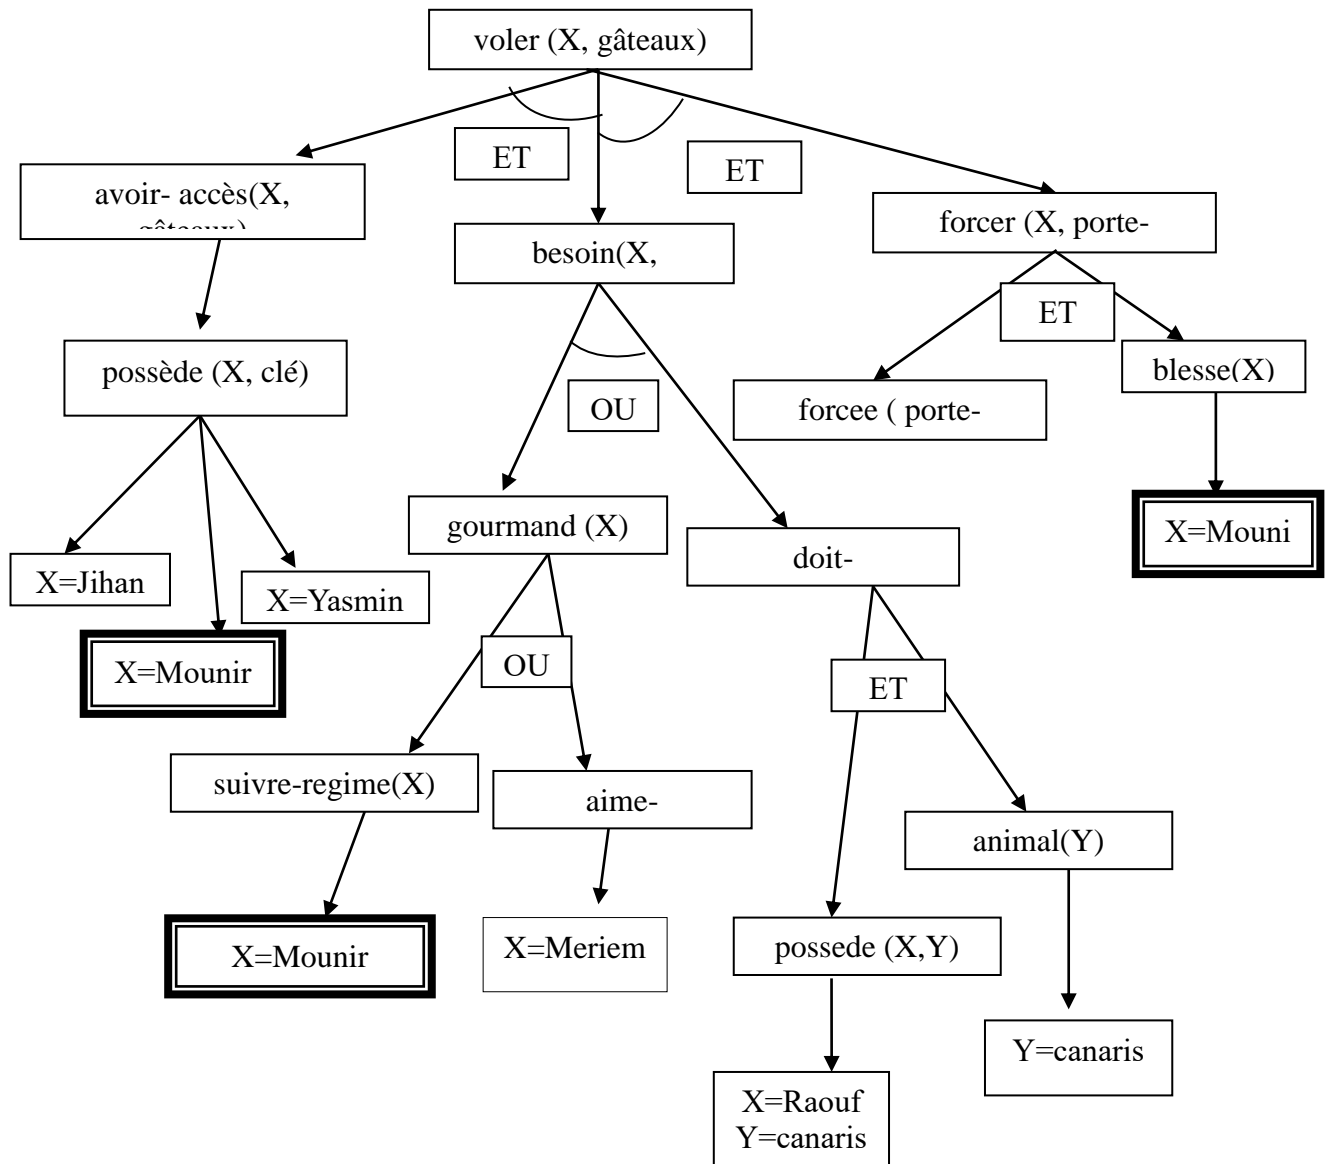 voler (X, gâteaux)
ET
ET
avoir- accès(X,
gâteaux)
besoin(X,
forcer (X, porte-
ET
possède (X, clé)
OU
forcee ( porte-
blesse(X)
gourmand (X)
doit-
X=Mouni
X=Jihan
X=Yasmin
X=Mounir
OU
ET
suivre-regime(X)
aime-
animal(Y)
X=Mounir
X=Meriem
possede (X,Y)
Y=canaris
X=Raouf
Y=canaris